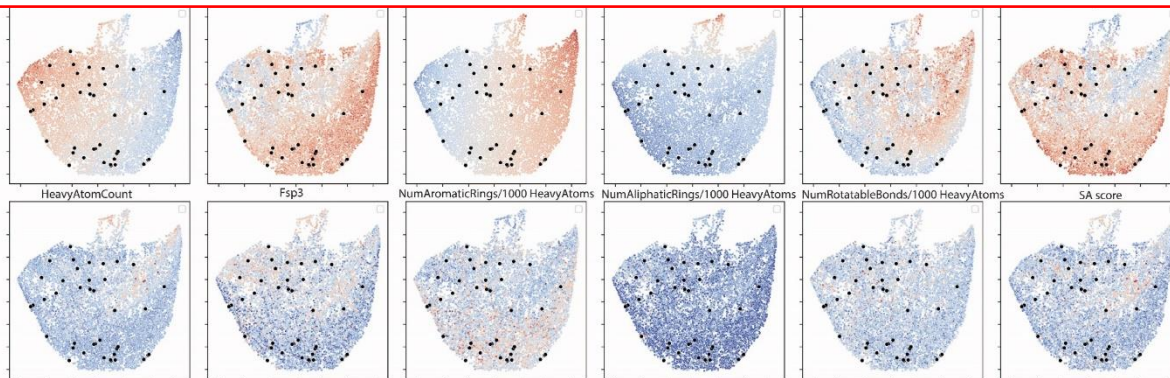 HeavyAtomCount
Fsp3
NumAromaticRings/1000 HeavyAtoms
NumAliphaticRings/1000 HeavyAtoms
NumRotatableBonds/1000 HeavyAtoms
SA score